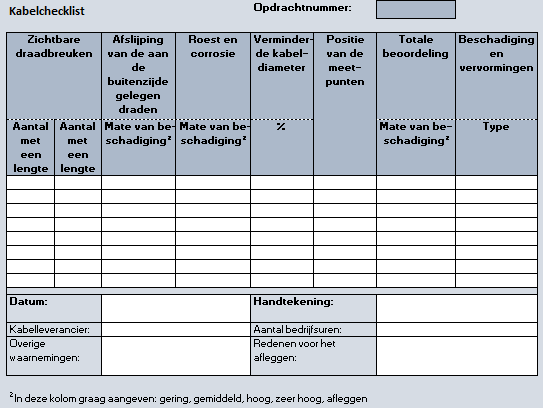 Kabelchecklist
Opdrachtnummer:
Zichtbare
draadbreuken
Afslijping
van de aan
de
buitenzijde
gelegen
draden
Roest en
corrosie
Verminder-
de kabel-
diameter
Positie
van de
meet-
punten
Totale
beoordeling
Beschadiging
en
vervormingen
Aantal
met
een
lengte
Aantal
met
een
lengte
Mate van be-
schadiging²
Mate van be-
schadiging²
%
Mate van be-
schadiging²
Type
Datum:
Handtekening:
Kabelleverancier:
Aantal bedrijfsuren:
Overige
waarnemingen:
Redenen voor het
afleggen:
² In deze kolom graag aangeven: gering, gemiddeld, hoog, zeer hoog, afleggen